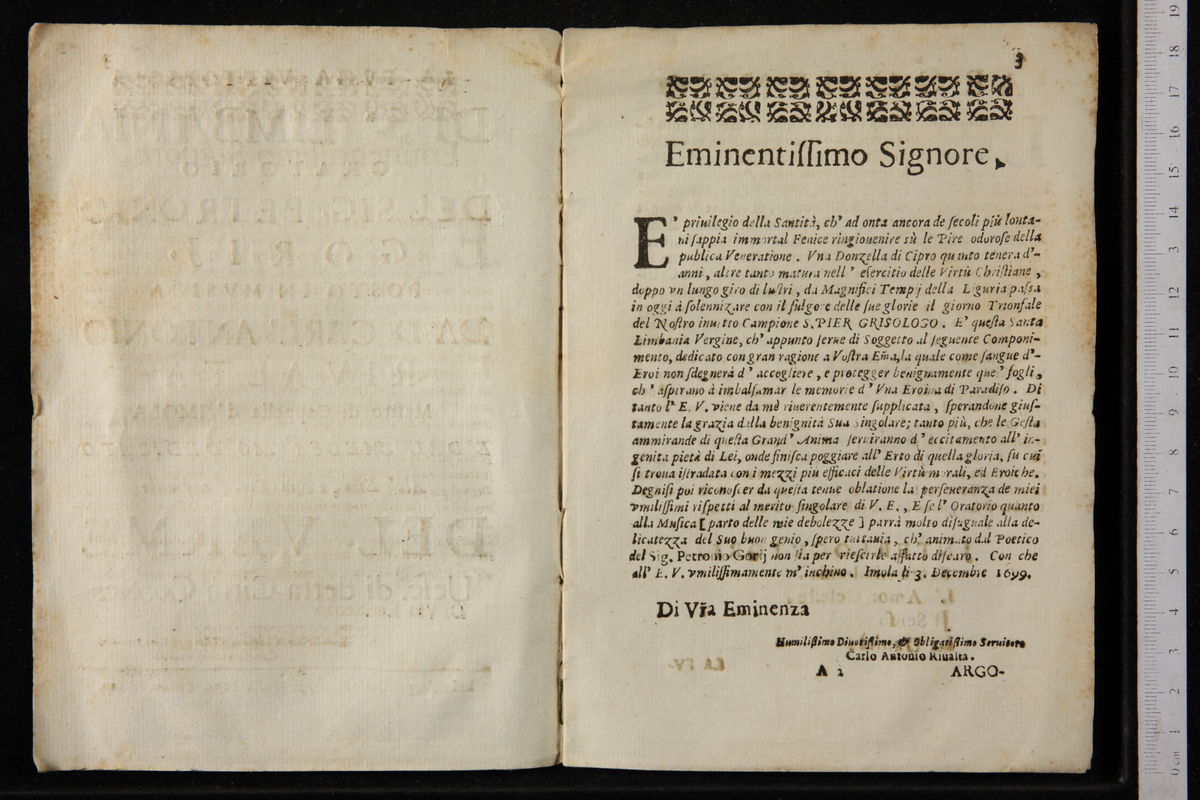 3
Eminentiſſimo Signore,
E' priuilegio della Santità, ch' ad onta ancora de ſecoli più lonta-
ni ſappia immortal Fenice ringiouenire sù le Pire odoroſe della
publica Veneratione. Vna Donzella di Cipro quanto tenera d'-
anni, altre tanto matura nell' eſercitio delle Virtù Chriſtiane,
doppo vn lungo giro di luſtri, da Magnifici Tempj della Liguria paſsa
in oggi à ſolennizare con il fulgore delle ſue glorie il giorno Trionfale
del Noſtro inuitto Campione S. PIER GRISOLOGO. E' queſta Santa
Limbania Vergine, ch' appunto ſerue di Soggetto al ſeguente Componi-
mento, dedicato con gran ragione a Voſtra Em̃a, la quale come ſangue d'-
Eroi non ſdegnerà d' accogliere, e protegger benignamente que' fogli,
ch' aſpirano à imbalſamar le memorie d' Vna Eroina di Paradiſo. Di
tanto l' E. V. viene da mè riuerentemente ſupplicata, ſperandone giuſ-
tamente la grazia dalla benignità Sua ſingolare; tanto più, che le Geſta
ammirande di queſta Grand' Anima ſeruiranno d' eccitamento all' in-
genita pietà di Lei, onde finiſca poggiare all' Erto di quella gloria, ſu cui
ſi troua iſtradata con i mezzi più efficaci delle Virtù morali, ed Eroiche.
Degniſi poi riconoſcer da queſta tenue oblatione la perſeueranza de miei
vmiliſſimi riſpetti al merito ſingolare di V. E., E ſe l' Oratorio quanto
alla Muſica [parto delle mie debolezze] parrà molto diſuguale alla de-
licatezza del Suo buon genio, ſpero tuttauia, ch' animato dal Poetico
del Sig. Petronio Gorij non ſia per rieſcirle affatto diſcaro. Con che
all' E. V. vmiliſſimamente m' inchino. Imola li 3. Decembre 1699.
Di Vr̃a Eminenza
Humiliſſimo Diuotiſſimo, & Obligatiſſimo Seruitore
Carlo Antonio Riualta.
A 2 ARGO-